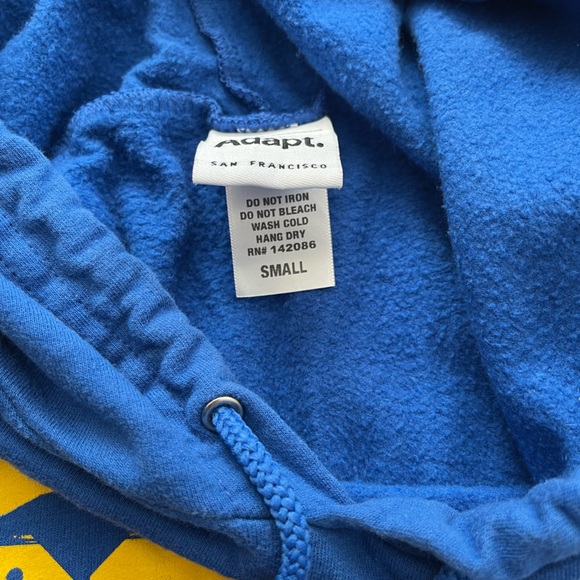 Adapt.
SAN FRANCISCO
DO NOT IRON
DO NOT BLEACH
WASH COLD
HANG DRY
RN# 142086
SMALL